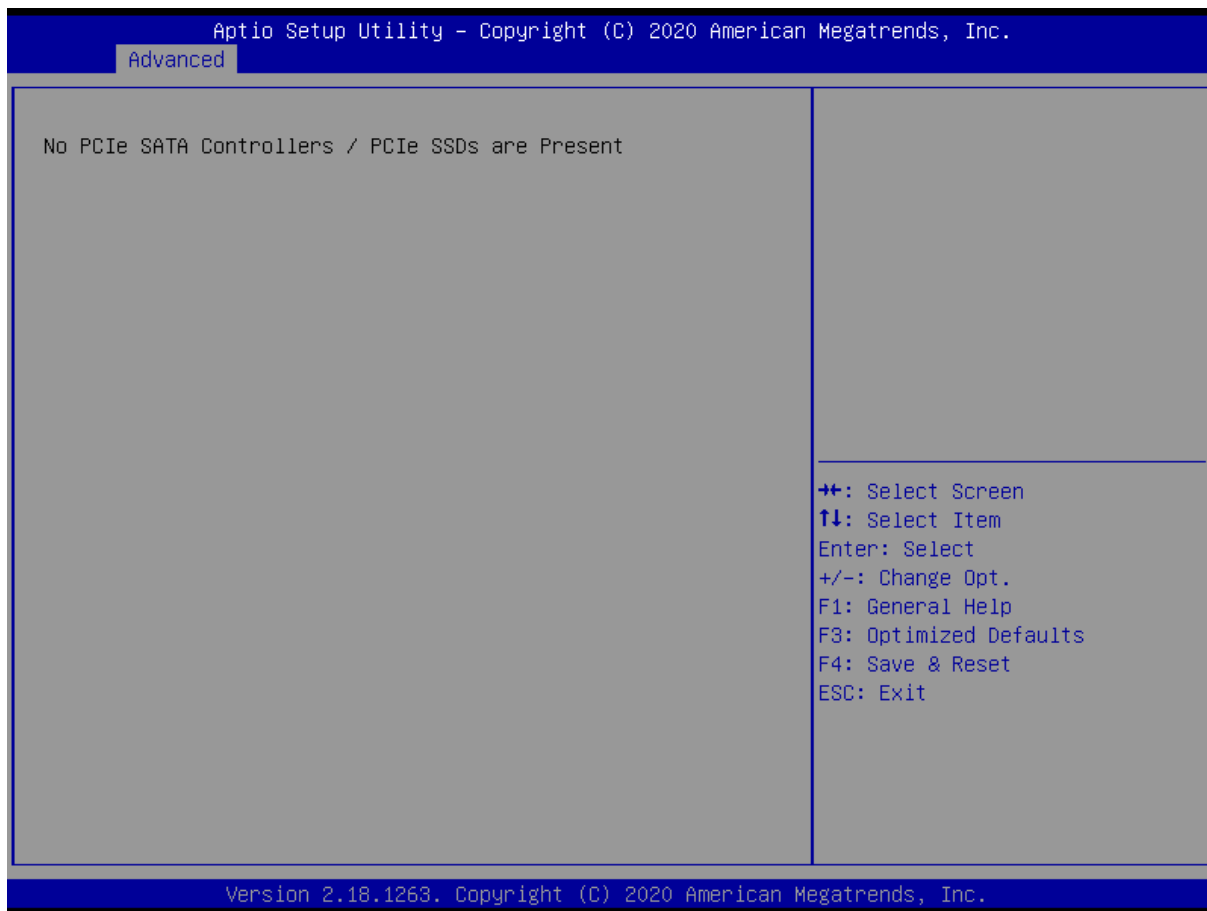 Aptio Setup Utility – Copyright (C) 2020 American Megatrends, Inc.
Advanced
No PCIe SATA Controllers / PCIe SSDs are Present
→←: Select Screen
↑↓: Select Item
Enter: Select
+/-: Change Opt.
F1: General Help
F3: Optimized Defaults
F4: Save & Reset
ESC: Exit
Version 2.18.1263. Copyright (C) 2020 American Megatrends, Inc.